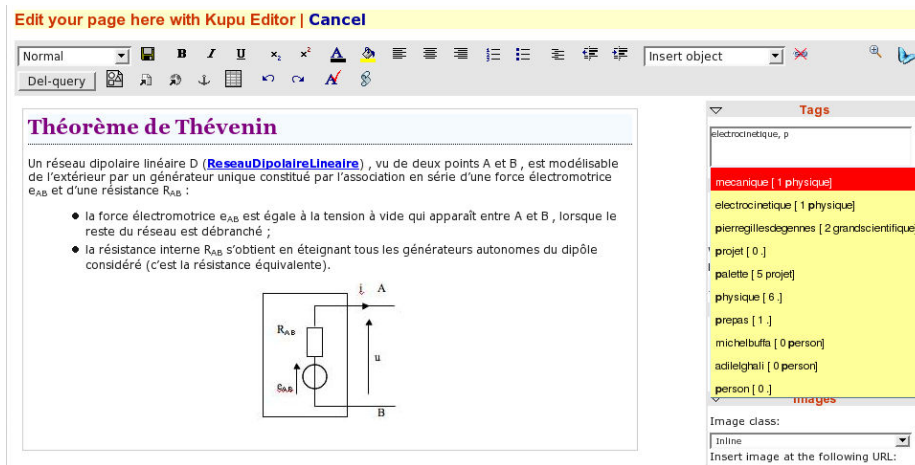 Edit your page here with Kupu Editor | Cancel
Normal B I U x₂ x² A Insert object
Del-query A
Théorème de Thévenin
Un réseau dipolaire linéaire D (ReseauDipolaireLineaire) , vu de deux points A et B , est modélisable
de l'extérieur par un générateur unique constitué par l'association en série d'une force électromotrice
eAB et d'une résistance RAB :
la force électromotrice eAB est égale à la tension à vide qui apparaît entre A et B , lorsque le
reste du réseau est débranché ;
la résistance interne RAB s'obtient en éteignant tous les générateurs autonomes du dipôle
considéré (c'est la résistance équivalente).
i A
RAB
u
eAB
B
Tags
electrocinetique, p
mecanique [ 1 physique]
electrocinetique [ 1 physique]
pierregillesdegennes [ 2 grandscientifique
projet [ 0 .]
palette [ 5 projet]
physique [ 6 .]
prepas [ 1 .]
michelbuffa [ 0 person]
adilelghali [ 0 person]
person [ 0 .]
Images
Image class:
Inline
Insert image at the following URL: